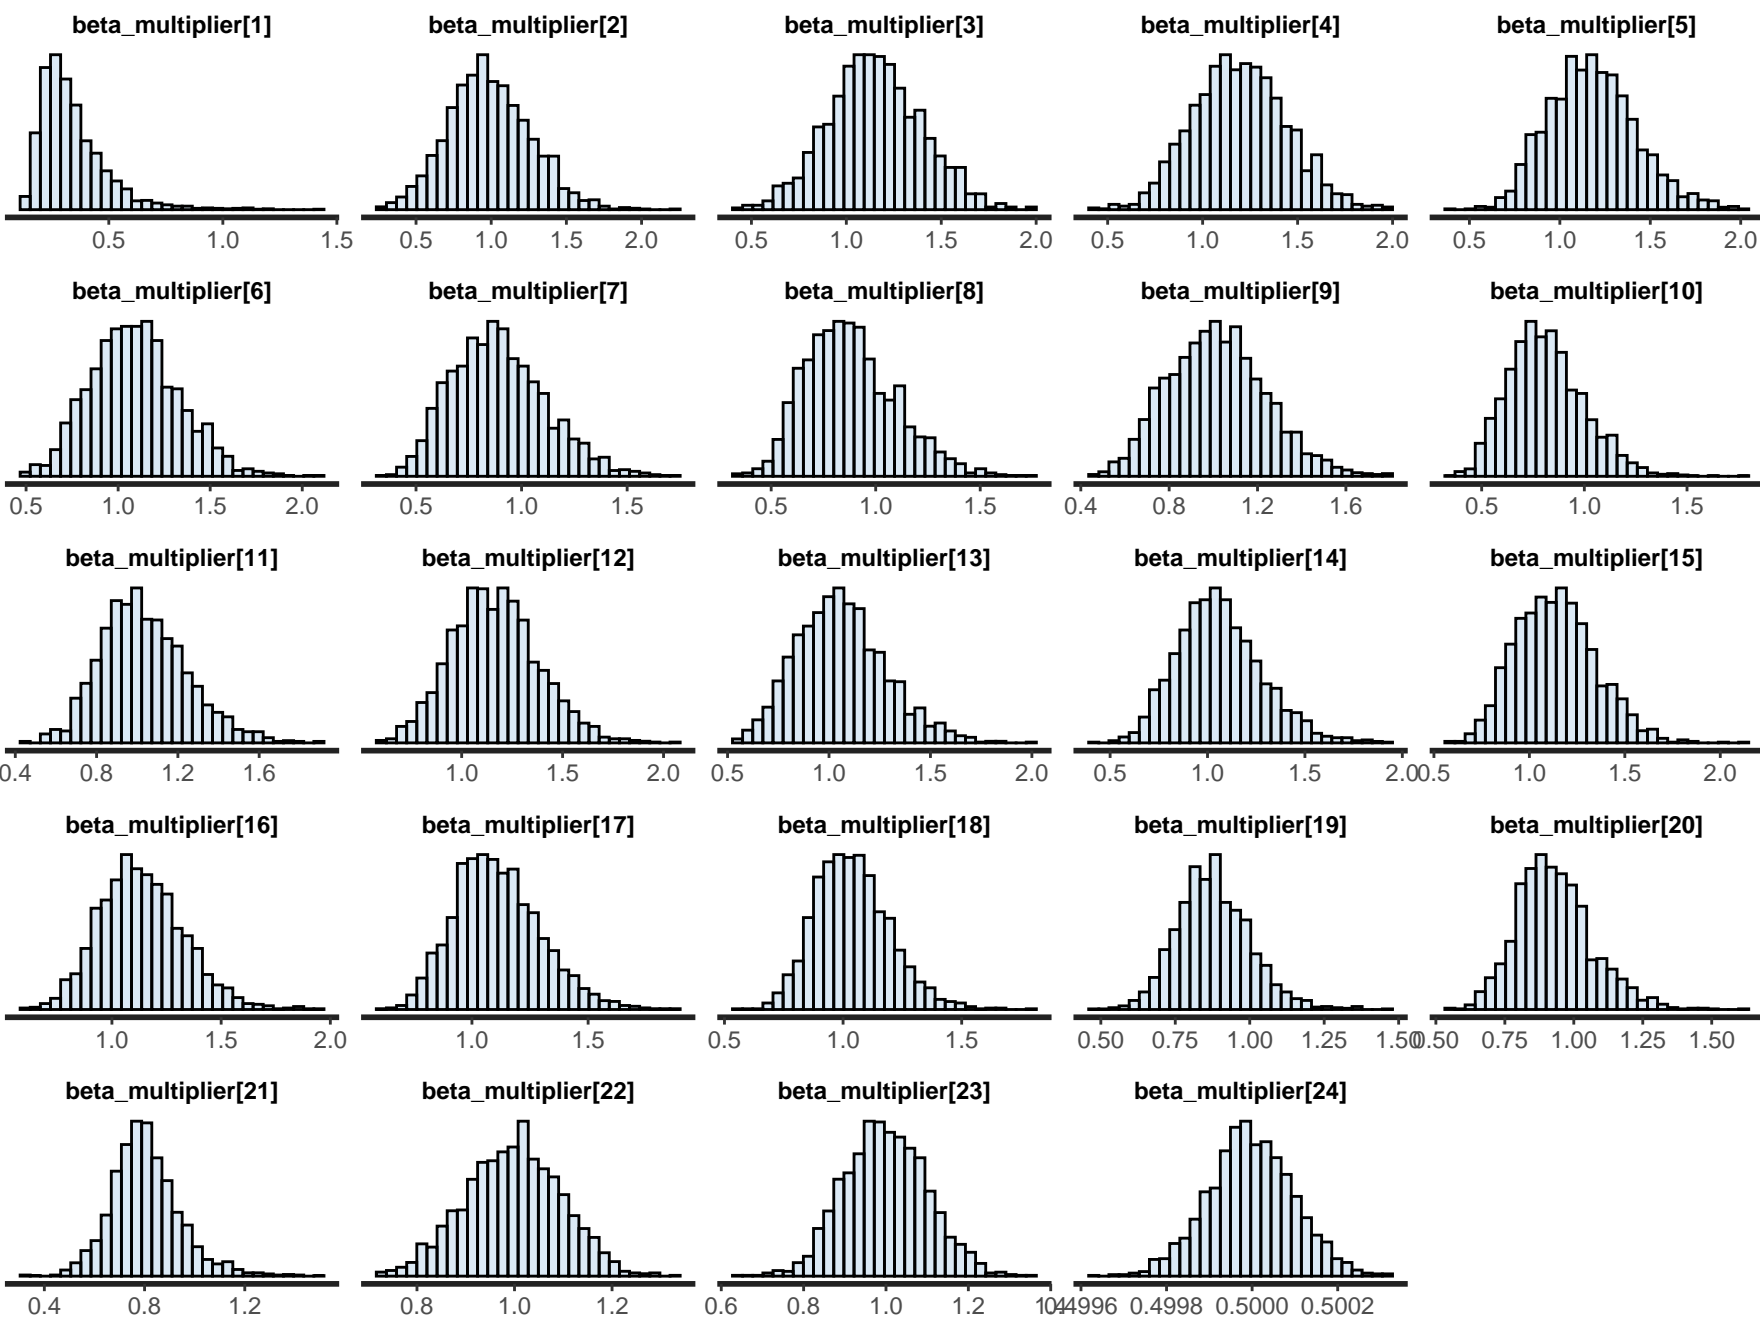 beta_multiplier[1] beta_multiplier[2] beta_multiplier[3] beta_multiplier[4] beta_multiplier[5]
0.5 1.0 1.5 0.5 1.0 1.5 2.0 0.5 1.0 1.5 2.0 0.5 1.0 1.5 2.0 0.5 1.0 1.5 2.0
beta_multiplier[6] beta_multiplier[7] beta_multiplier[8] beta_multiplier[9] beta_multiplier[10]
0.5 1.0 1.5 2.0 0.5 1.0 1.5 0.5 1.0 1.5 0.4 0.8 1.2 1.6 0.5 1.0 1.5
beta_multiplier[11] beta_multiplier[12] beta_multiplier[13] beta_multiplier[14] beta_multiplier[15]
0.4 0.8 1.2 1.6 1.0 1.5 2.0 0.5 1.0 1.5 2.0 0.5 1.0 1.5 2.0 0.5 1.0 1.5 2.0
beta_multiplier[16] beta_multiplier[17] beta_multiplier[18] beta_multiplier[19] beta_multiplier[20]
1.0 1.5 2.0 1.0 1.5 0.5 1.0 1.5 0.50 0.75 1.00 1.25 1.50 0.50 0.75 1.00 1.25 1.50
beta_multiplier[21] beta_multiplier[22] beta_multiplier[23] beta_multiplier[24]
0.4 0.8 1.2 0.8 1.0 1.2 0.6 0.8 1.0 1.2 1.4 0.4996 0.4998 0.5000 0.5002